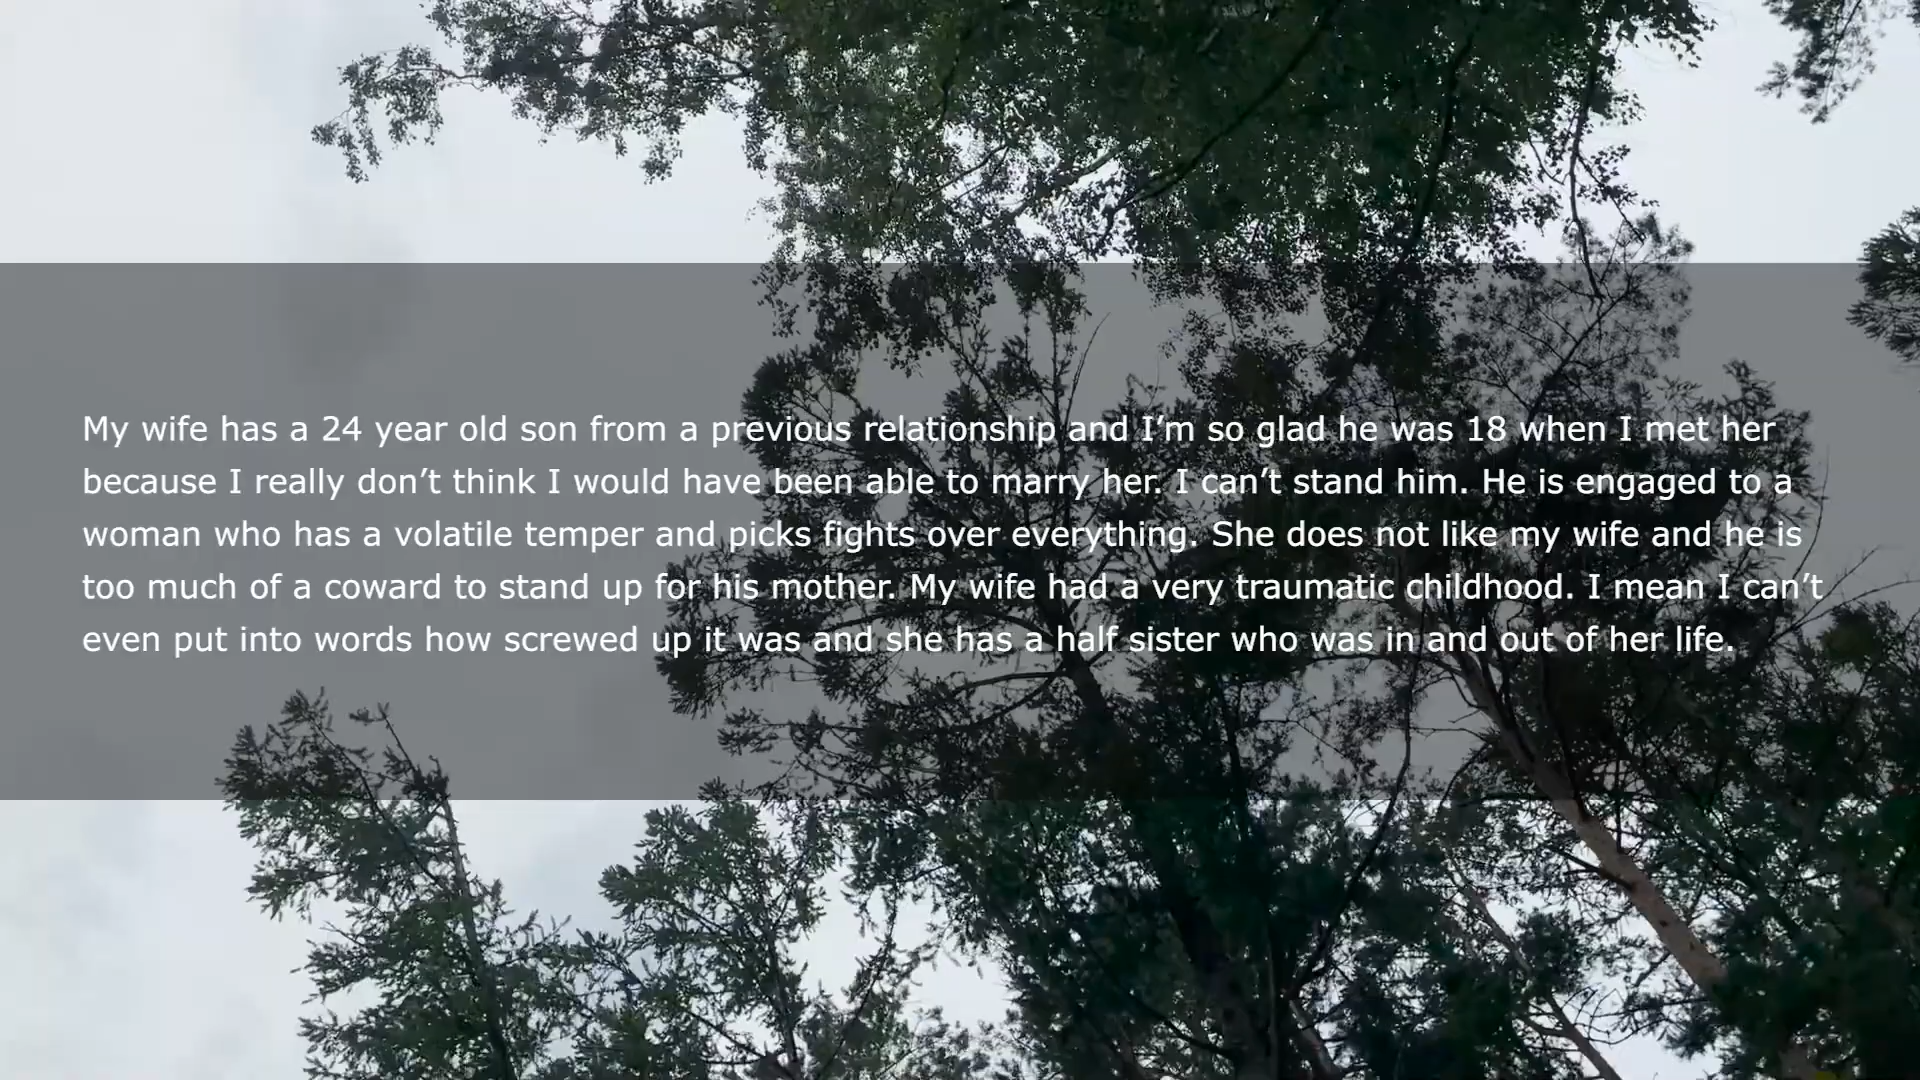 My wife has a 24 year old son from a previous relationship and I’m so glad he was 18 when I met her
because I really don’t think I would have been able to marry her. I can’t stand him. He is engaged to a
woman who has a volatile temper and picks fights over everything. She does not like my wife and he is
too much of a coward to stand up for his mother. My wife had a very traumatic childhood. I mean I can’t
even put into words how screwed up it was and she has a half sister who was in and out of her life.